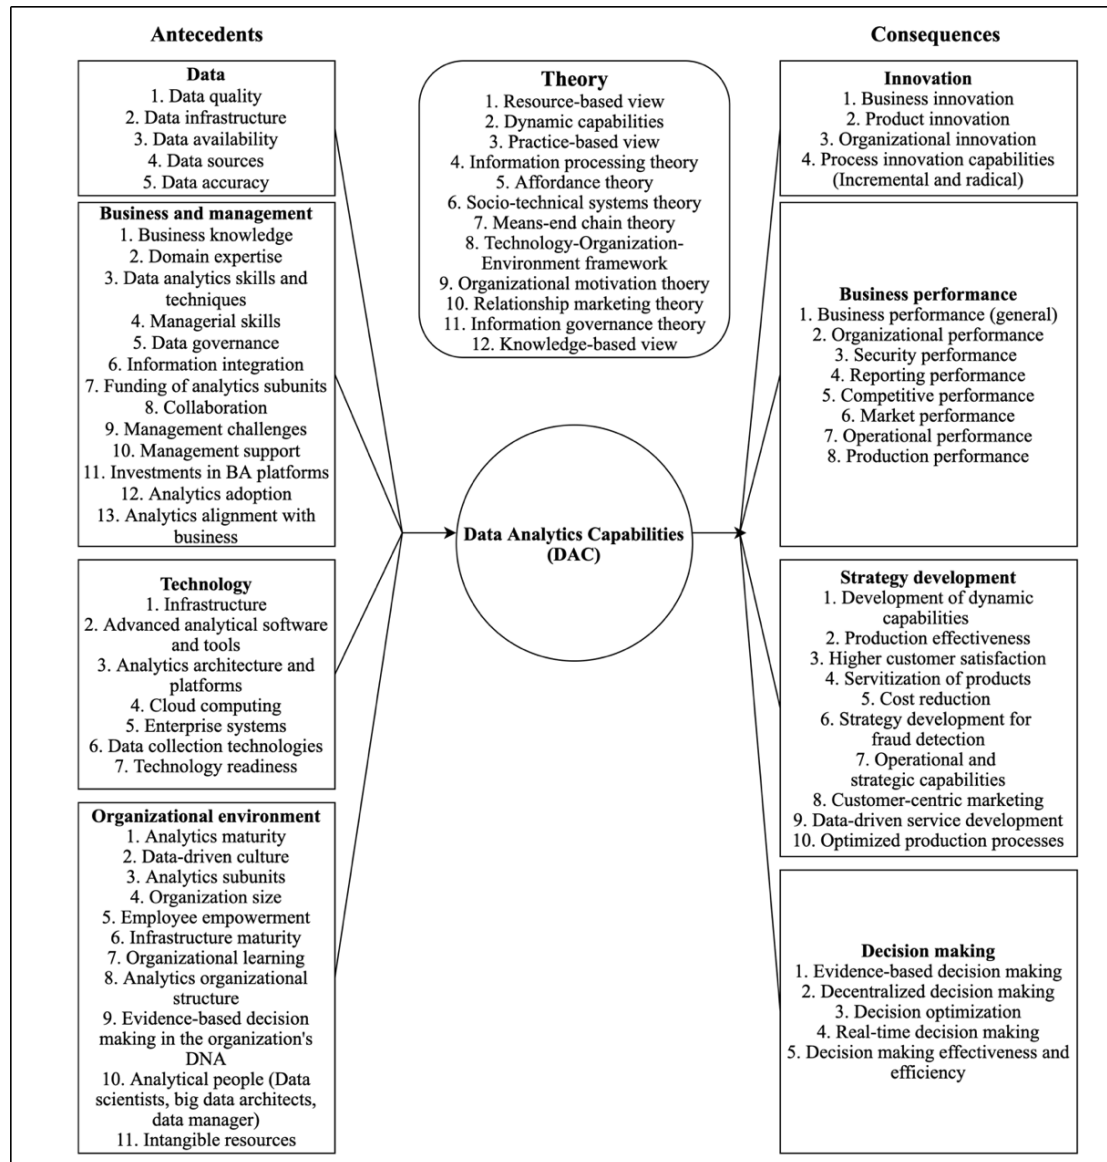 Antecedents
Data
1. Data quality
2. Data infrastructure
3. Data availability
4. Data sources
5. Data accuracy
Business and management
1. Business knowledge
2. Domain expertise
3. Data analytics skills and
techniques
4. Managerial skills
5. Data governance
6. Information integration
7. Funding of analytics subunits
8. Collaboration
9. Management challenges
10. Management support
11. Investments in BA platforms
12. Analytics adoption
13. Analytics alignment with
business
Technology
1. Infrastructure
2. Advanced analytical software
and tools
3. Analytics architecture and
platforms
4. Cloud computing
5. Enterprise systems
6. Data collection technologies
7. Technology readiness
Organizational environment
1. Analytics maturity
2. Data-driven culture
3. Analytics subunits
4. Organization size
5. Employee empowerment
6. Infrastructure maturity
7. Organizational learning
8. Analytics organizational
structure
9. Evidence-based decision
making in the organization's
DNA
10. Analytical people (Data
scientists, big data architects,
data manager)
11. Intangible resources
Theory
1. Resource-based view
2. Dynamic capabilities
3. Practice-based view
4. Information processing theory
5. Affordance theory
6. Socio-technical systems theory
7. Means-end chain theory
8. Technology-Organization-
Environment framework
9. Organizational motivation thoery
10. Relationship marketing theory
11. Information governance theory
12. Knowledge-based view
Data Analytics Capabilities
(DAC)
Consequences
Innovation
1. Business innovation
2. Product innovation
3. Organizational innovation
4. Process innovation capabilities
(Incremental and radical)
Business performance
1. Business performance (general)
2. Organizational performance
3. Security performance
4. Reporting performance
5. Competitive performance
6. Market performance
7. Operational performance
8. Production performance
Strategy development
1. Development of dynamic
capabilities
2. Production effectiveness
3. Higher customer satisfaction
4. Servitization of products
5. Cost reduction
6. Strategy development for
fraud detection
7. Operational and
strategic capabilities
8. Customer-centric marketing
9. Data-driven service development
10. Optimized production processes
Decision making
1. Evidence-based decision making
2. Decentralized decision making
3. Decision optimization
4. Real-time decision making
5. Decision making effectiveness and
efficiency